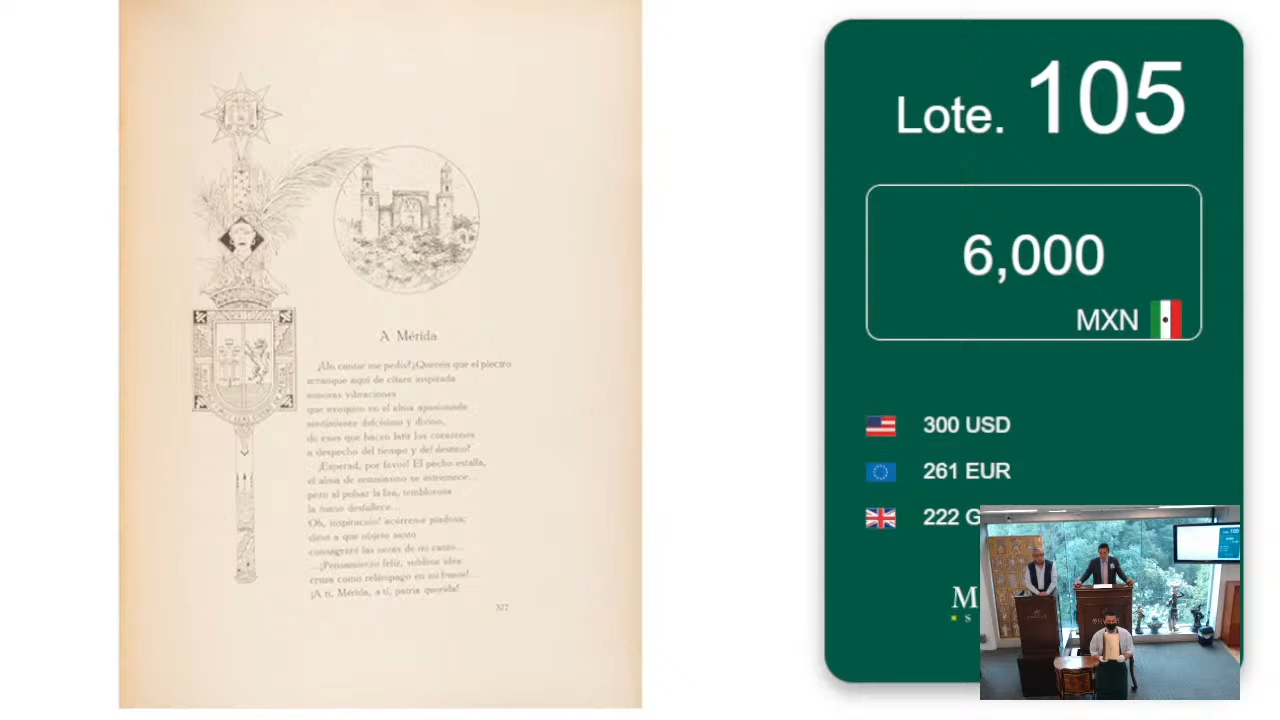 A Mérida
¡Un cantar me pedís? ¡Queréis que el plectro
arranque aquí de cítara inspirada
sonoras vibraciones
que evoquen en el alma apasionada
sentimiento dulcísimo y divino,
de esos que hacen latir los corazones
a despecho del tiempo y del destino?
¡Esperad, por favor! El pecho estalla,
el alma de entusiasmo se estremece...
pero al pulsar la lira, temblorosa
la mano desfallece...
Oh, inspiración! acórreme piadosa;
dime a que objeto santo
consagraré las notas de mi canto...
...¡Pensamiento feliz, sublime idea
cruza como relámpago en mi frente!...
¡A ti, Mérida, a tí, patria querida!
Lote. 105
6,000
MXN
300 USD
261 EUR
222 G
M
S